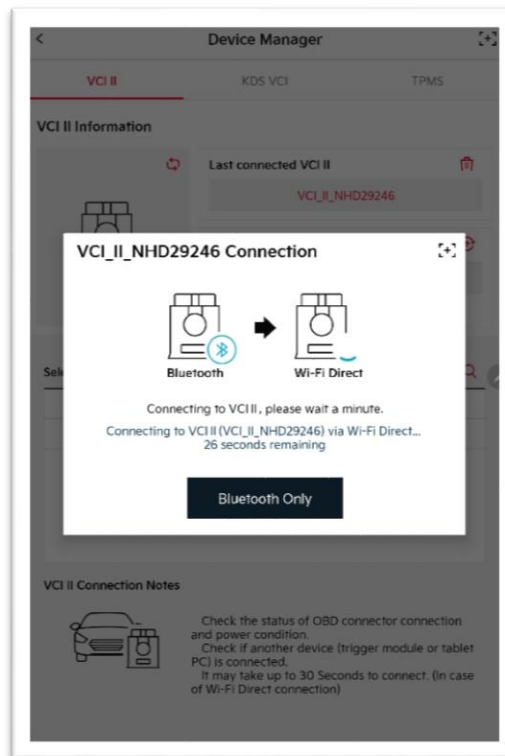 Device Manager
VCI II
KDS VCI
TPMS
VCI II Information
Last connected VCI II
VCI_II_NHD29246
VCI_II_NHD29246 Connection
Bluetooth
Wi-Fi Direct
Connecting to VCI II, please wait a minute.
Connecting to VCI II (VCI_II_NHD29246) via Wi-Fi Direct...
26 seconds remaining
Bluetooth Only
VCI II Connection Notes
Check the status of OBD connector connection
and power condition.
Check if another device (trigger module or tablet
PC) is connected.
It may take up to 30 Seconds to connect. (In case
of Wi-Fi Direct connection)